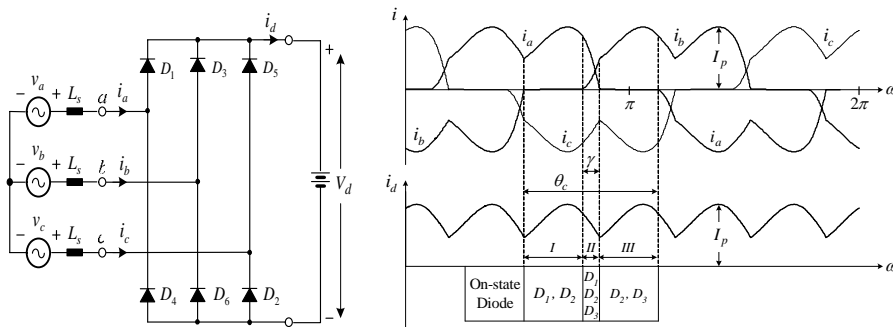 i_d
+
D_1
D_3
D_5
v_a
− + L_s a i_a
v_b
− + L_s b i_b
V_d
v_c
− + L_s c i_c
D_4
D_6
D_2
−
i
i_a
i_b
i_c
I_p
π
2π
ω
i_b
i_c
i_a
γ
θ_c
i_d
I_p
I
II
III
ω
On-state
Diode
D_1, D_2
D_1
D_2
D_3
D_2, D_3